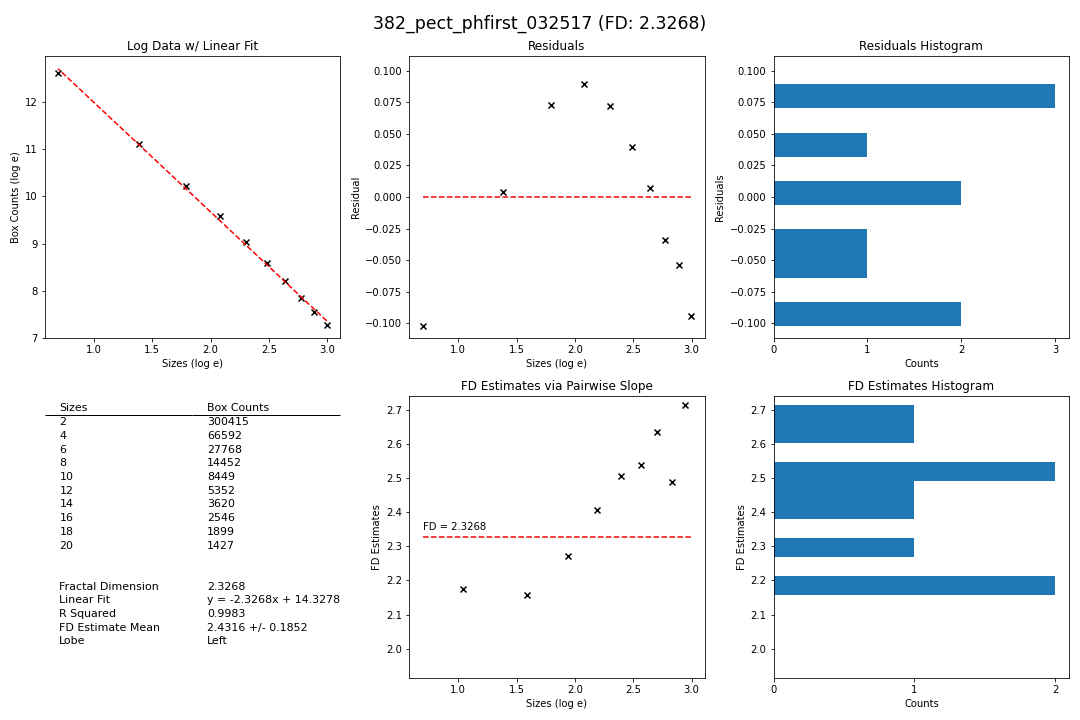 382_pect_phfirst_032517 (FD: 2.3268)
Log Data w/ Linear Fit
Box Counts (log e)
12
11
10
9
8
7
1.0 1.5 2.0 2.5 3.0
Sizes (log e)
Residuals
Residual
0.100
0.075
0.050
0.025
0.000
−0.025
−0.050
−0.075
−0.100
1.0 1.5 2.0 2.5 3.0
Sizes (log e)
Residuals Histogram
Residuals
0.100
0.075
0.050
0.025
0.000
−0.025
−0.050
−0.075
−0.100
0 1 2 3
Counts
Sizes Box Counts
2 300415
4 66592
6 27768
8 14452
10 8449
12 5352
14 3620
16 2546
18 1899
20 1427
Fractal Dimension 2.3268
Linear Fit y = -2.3268x + 14.3278
R Squared 0.9983
FD Estimate Mean 2.4316 +/- 0.1852
Lobe Left
FD Estimates via Pairwise Slope
FD Estimates
2.7
2.6
2.5
2.4
2.3
2.2
2.1
2.0
FD = 2.3268
1.0 1.5 2.0 2.5 3.0
Sizes (log e)
FD Estimates Histogram
FD Estimates
2.7
2.6
2.5
2.4
2.3
2.2
2.1
2.0
0 1 2
Counts